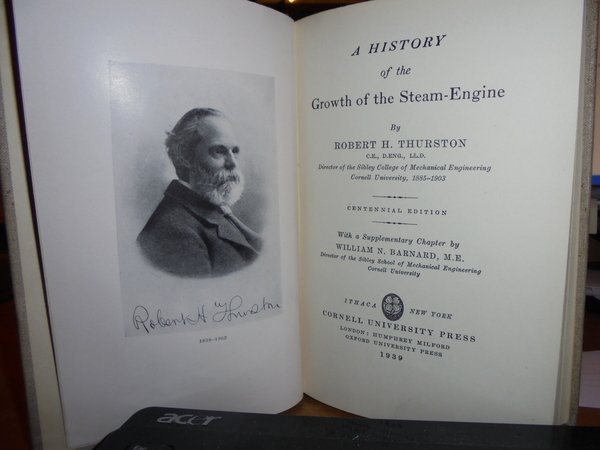 Robert H Thurston
1839–1903
A HISTORY
of the
Growth of the Steam-Engine
By
ROBERT H. THURSTON
C.E., D.ENG., LL.D.
Director of the Sibley College of Mechanical Engineering
Cornell University, 1885–1903
CENTENNIAL EDITION
With a Supplementary Chapter by
WILLIAM N. BARNARD, M.E.
Director of the Sibley School of Mechanical Engineering
Cornell University
ITHACA NEW YORK
CORNELL UNIVERSITY PRESS
LONDON: HUMPHREY MILFORD
OXFORD UNIVERSITY PRESS
1939
acer